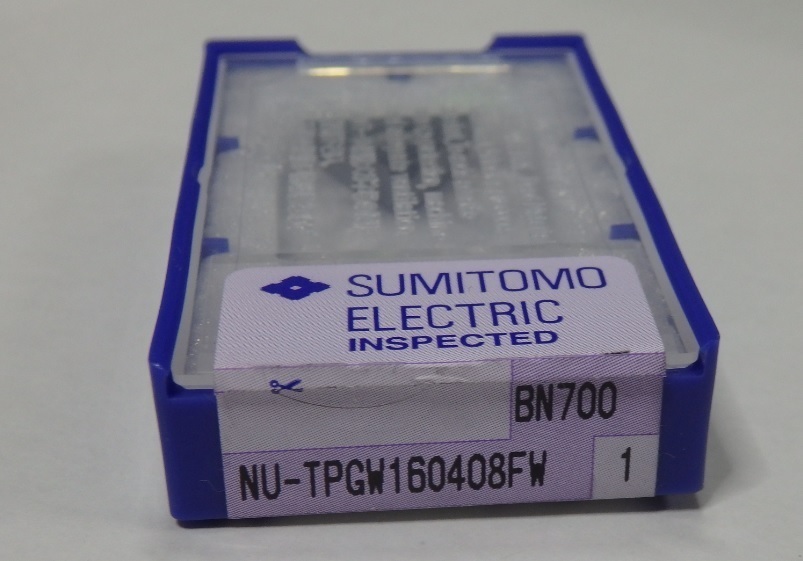 SUMITOMO
ELECTRIC
INSPECTED
BN700
NU-TPGW160408FW
1